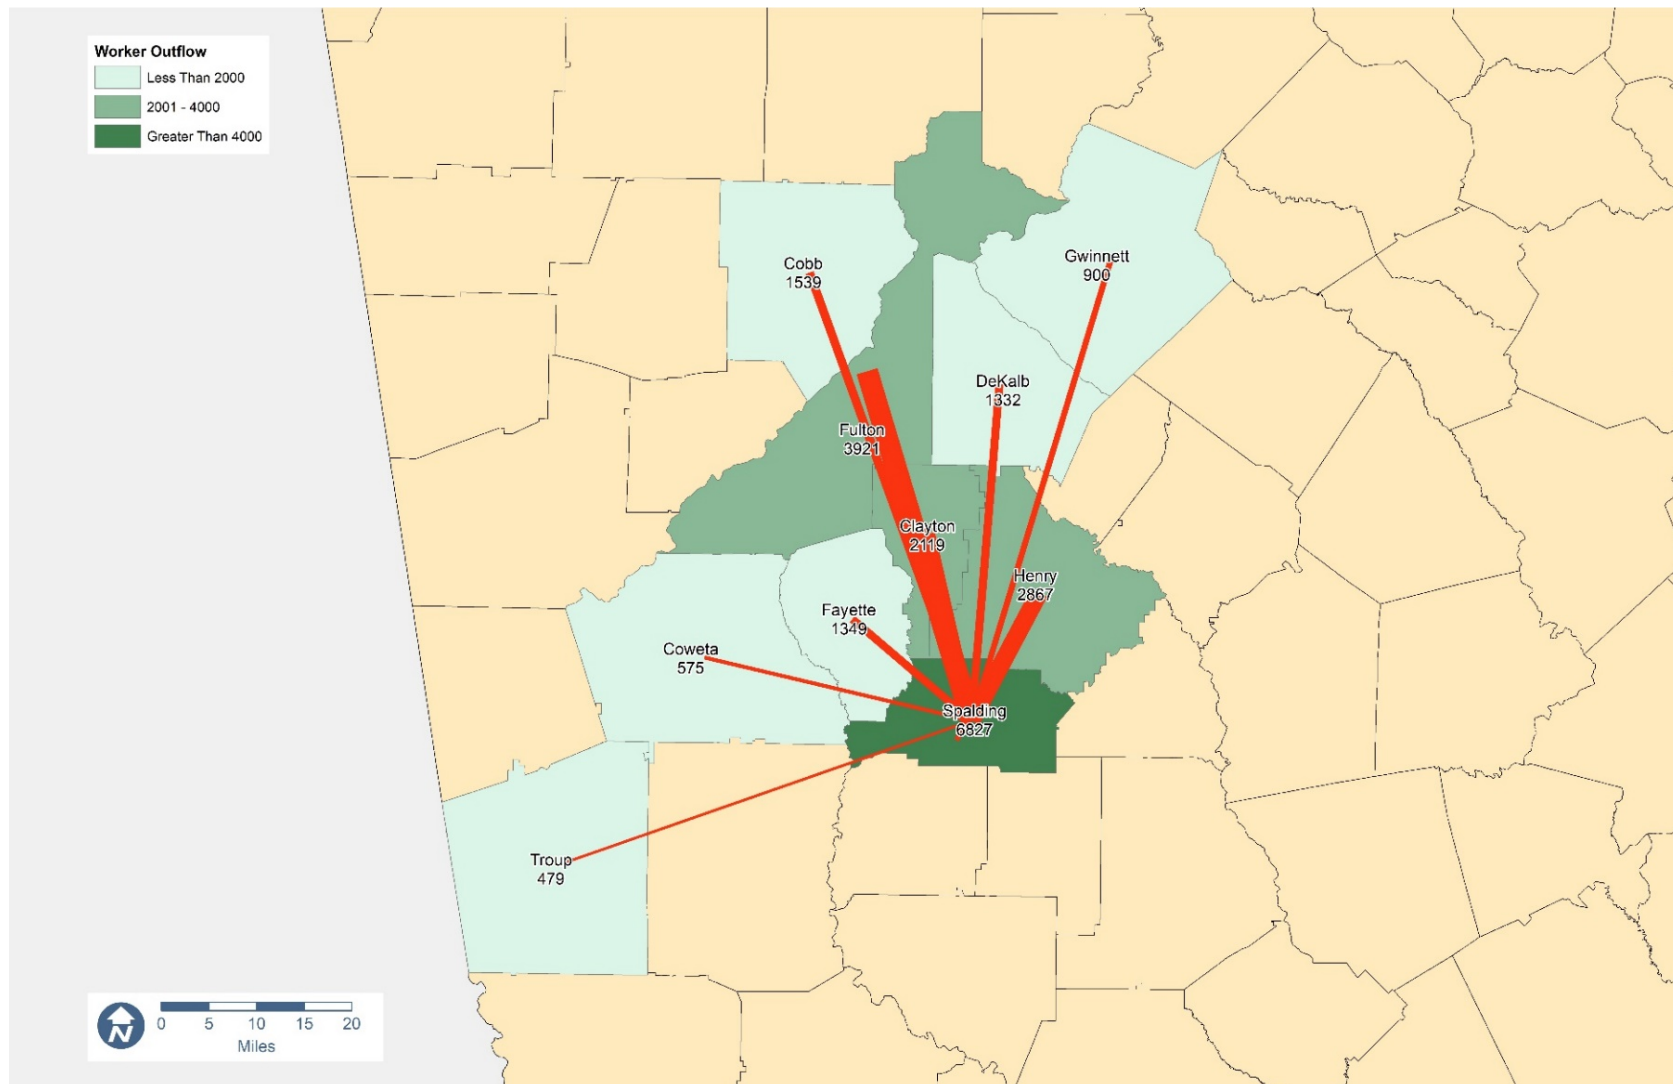 Worker Outflow
Less Than 2000
2001 - 4000
Greater Than 4000
Cobb
1539
Gwinnett
900
DeKalb
1332
Fulton
3921
Clayton
2119
Henry
2867
Fayette
1349
Coweta
575
Spalding
6827
Troup
479
N
0 5 10 15 20
Miles